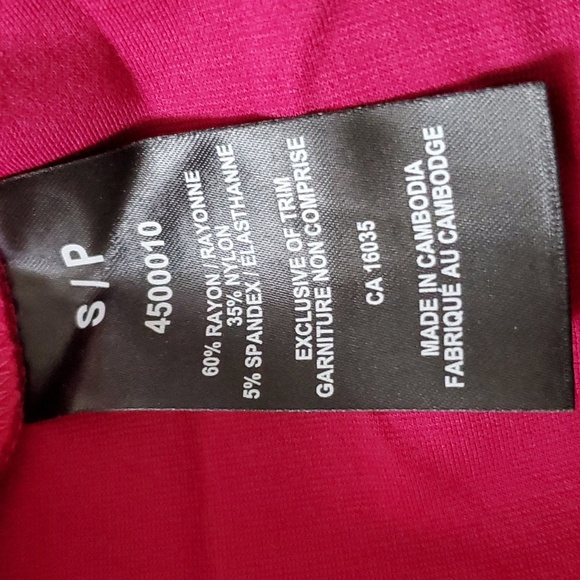 S / P
4500010
60% RAYON / RAYONNE
35% NYLON
5% SPANDEX / ÉLASTHANNE
EXCLUSIVE OF TRIM
GARNITURE NON COMPRISE
CA 16035
MADE IN CAMBODIA
FABRIQUÉ AU CAMBODGE